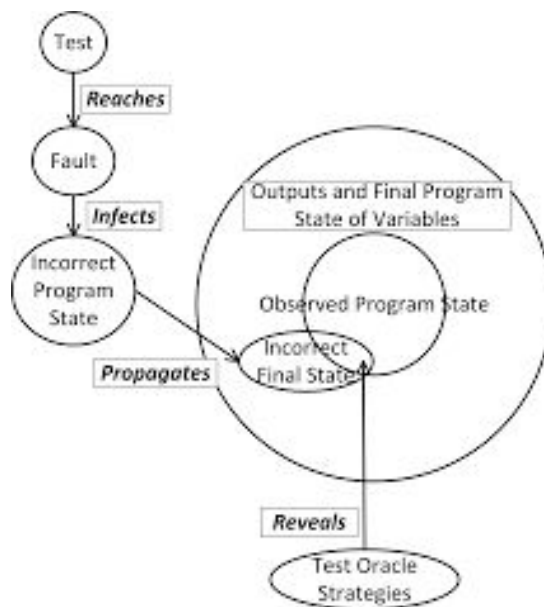 Test
Reaches
Fault
Infects
Outputs and Final Program
State of Variables
Incorrect
Program
State
Observed Program State
Incorrect
Final State
Propagates
Reveals
Test Oracle
Strategies